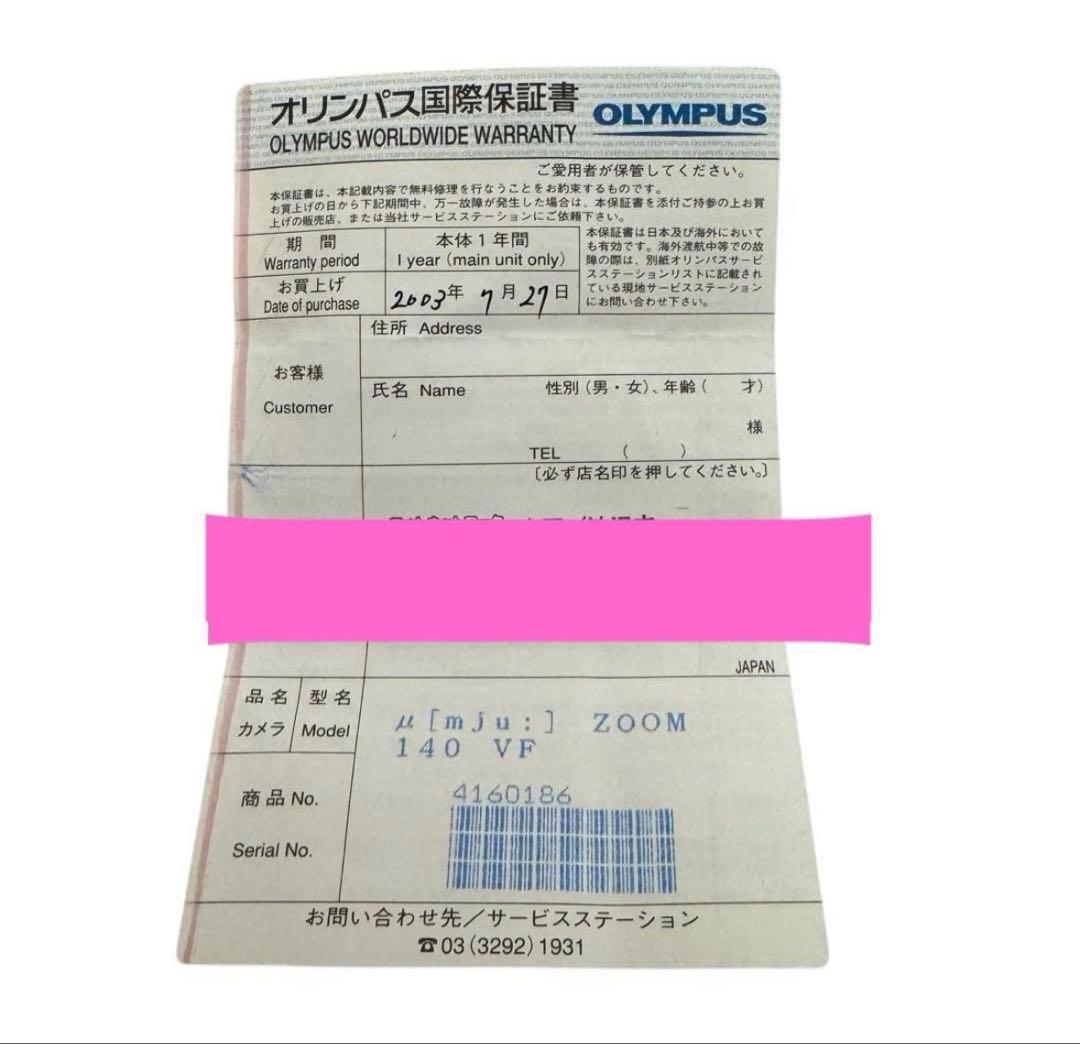 オリンパス国際保証書
OLYMPUS
OLYMPUS WORLDWIDE WARRANTY
ご愛用者が保管してください。
本保証書は、本記載内容で無料修理を行なうことをお約束するものです。
お買上げの日から下記期間中、万一故障が発生した場合は、本保証書を添付ご持参の上お買
上げの販売店、または当社サービスステーションにご依頼下さい。
期 間
Warranty period
本体1年間
1 year (main unit only)
お買上げ
Date of purchase
2003年 7月27日
本保証書は日本及び海外において
も有効です。海外渡航中等での故
障の際は、別紙オリンパスサービ
スステーションリストに記載され
ている現地サービスステーション
にお問い合わせ下さい。
お客様
Customer
住所 Address
氏名 Name 性別(男・女)、年齢( 才)
様
TEL ( )
〔必ず店名印を押してください。〕
JAPAN
品名 型名
カメラ Model
μ[mju:] ZOOM
140 VF
商品No.
Serial No.
4160186
お問い合わせ先/サービスステーション
☎03(3292)1931